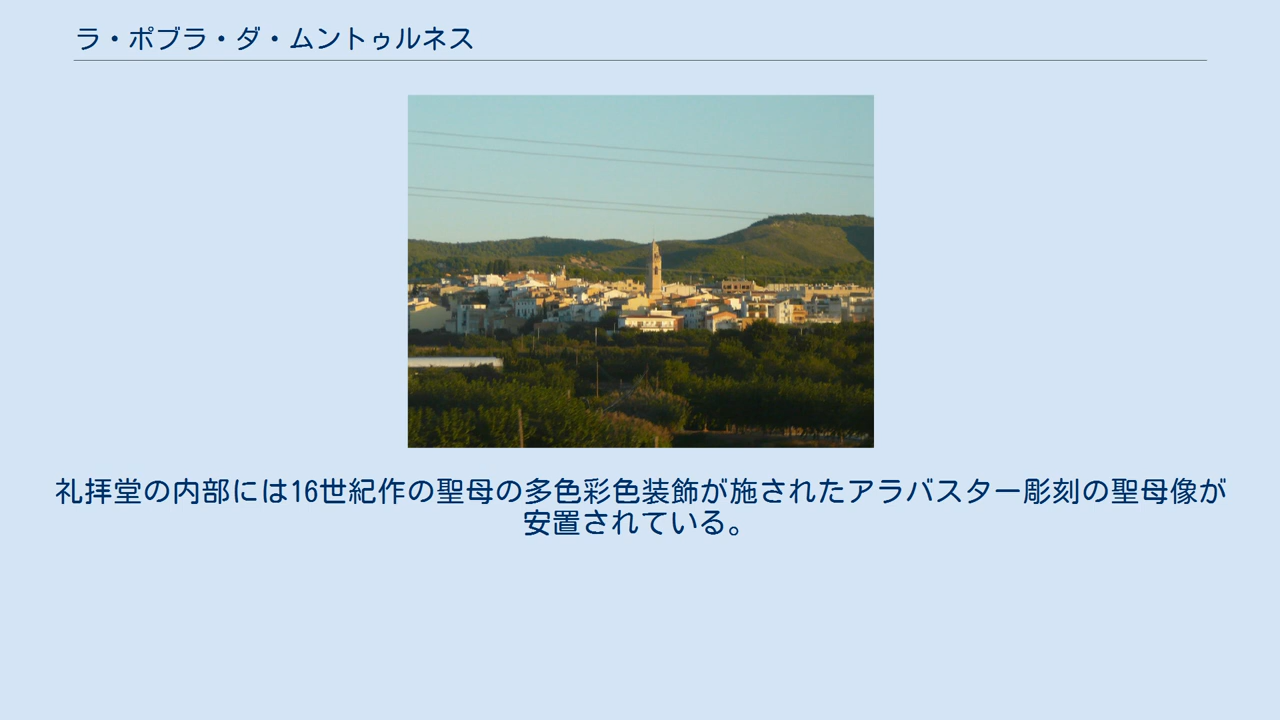 ラ・ポブラ・ダ・ムントゥルネス
礼拝堂の内部には16世紀作の聖母の多色彩色装飾が施されたアラバスター彫刻の聖母像が
安置されている。